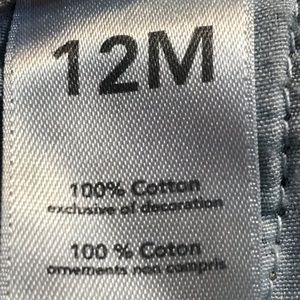 12M
100% Cotton
exclusive of decoration
100 % Coton
ornements non compris